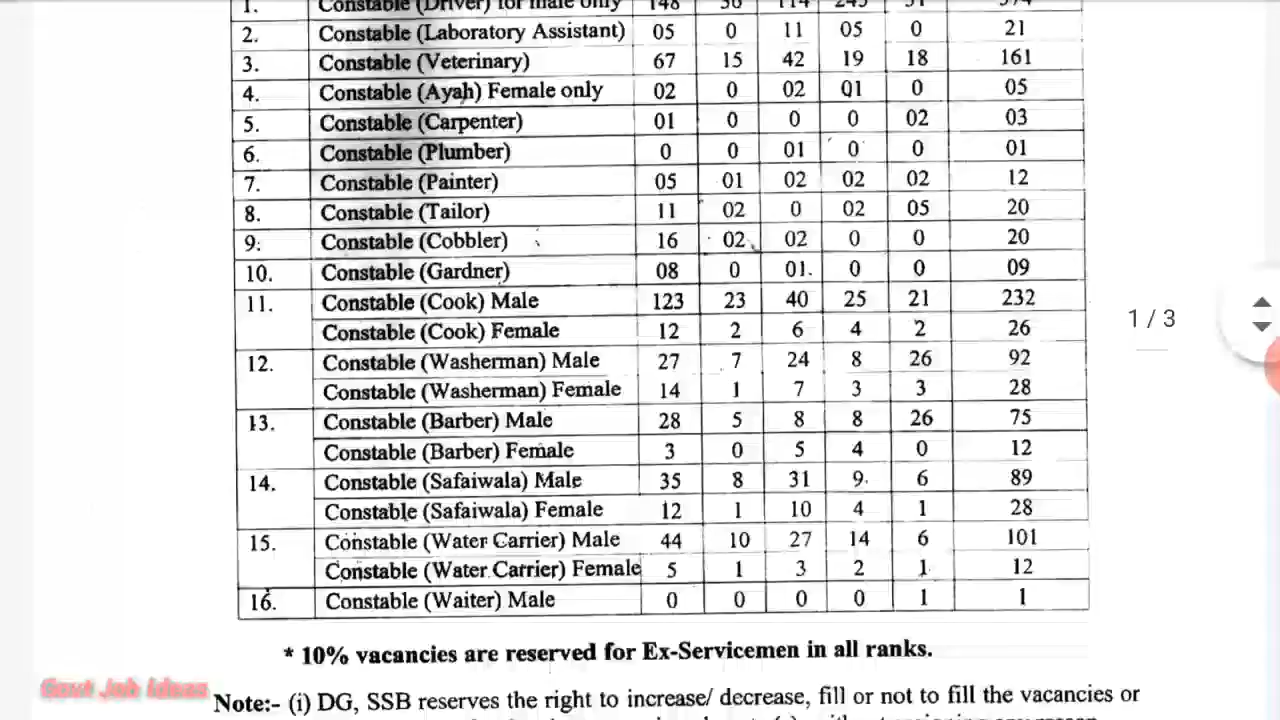 1. Constable (Driver) for male only 148 574
2. Constable (Laboratory Assistant) 05 0 11 05 0 21
3. Constable (Veterinary) 67 15 42 19 18 161
4. Constable (Ayah) Female only 02 0 02 01 0 05
5. Constable (Carpenter) 01 0 0 0 02 03
6. Constable (Plumber) 0 0 01 0 0 01
7. Constable (Painter) 05 01 02 02 02 12
8. Constable (Tailor) 11 02 0 02 05 20
9. Constable (Cobbler) 16 02 02 0 0 20
10. Constable (Gardner) 08 0 01. 0 0 09
11. Constable (Cook) Male 123 23 40 25 21 232
Constable (Cook) Female 12 2 6 4 2 26
12. Constable (Washerman) Male 27 7 24 8 26 92
Constable (Washerman) Female 14 1 7 3 3 28
13. Constable (Barber) Male 28 5 8 8 26 75
Constable (Barber) Female 3 0 5 4 0 12
14. Constable (Safaiwala) Male 35 8 31 9 6 89
Constable (Safaiwala) Female 12 1 10 4 1 28
15. Constable (Water Carrier) Male 44 10 27 14 6 101
Constable (Water Carrier) Female 5 1 3 2 1 12
16. Constable (Waiter) Male 0 0 0 0 1 1
1 / 3
* 10% vacancies are reserved for Ex-Servicemen in all ranks.
Govt Job Ideas
Note:- (i) DG, SSB reserves the right to increase/ decrease, fill or not to fill the vacancies or